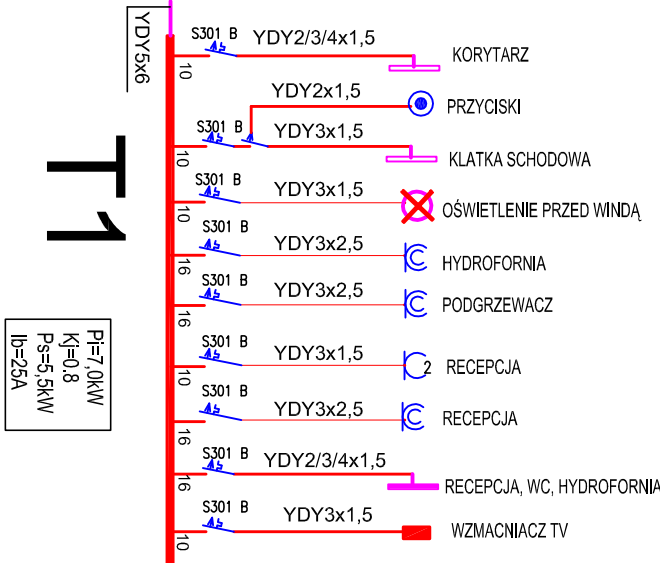 YDY5x6
T1
Pi=7,0kW
Kj=0.8
Ps=5,5kW
Ib=25A
S301 B
10
YDY2/3/4x1,5
KORYTARZ
YDY2x1,5
PRZYCISKI
S301 B
10
YDY3x1,5
KLATKA SCHODOWA
S301 B
10
YDY3x1,5
OŚWIETLENIE PRZED WINDĄ
S301 B
16
YDY3x2,5
HYDROFORNIA
S301 B
16
YDY3x2,5
PODGRZEWACZ
S301 B
10
YDY3x1,5
2
RECEPCJA
S301 B
16
YDY3x2,5
RECEPCJA
S301 B
16
YDY2/3/4x1,5
RECEPCJA, WC, HYDROFORNIA
S301 B
10
YDY3x1,5
WZMACNIACZ TV